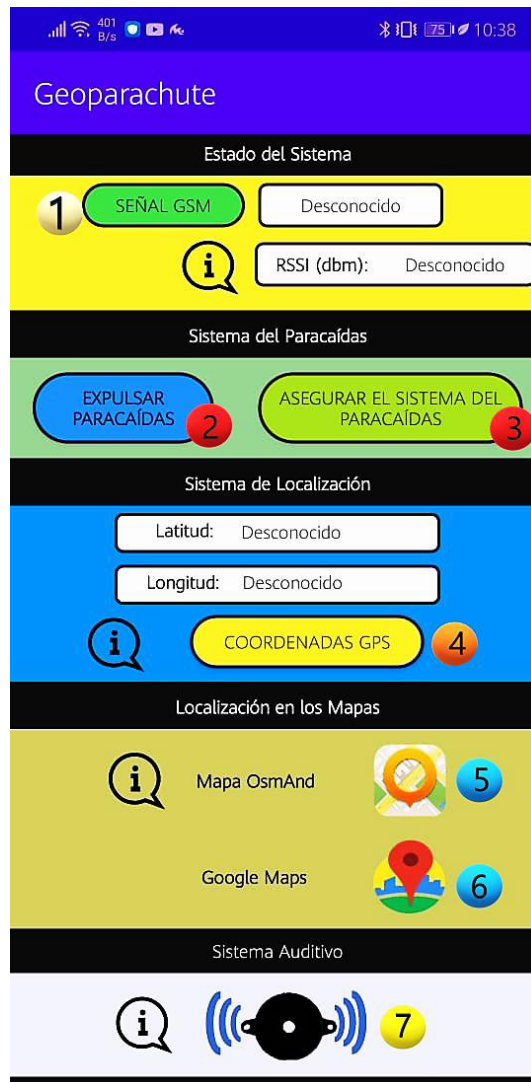 401
B/s
75
10:38
Geoparachute
Estado del Sistema
1
SEÑAL GSM
Desconocido
i
RSSI (dbm): Desconocido
Sistema del Paracaídas
EXPULSAR
PARACAÍDAS
2
ASEGURAR EL SISTEMA DEL
PARACAÍDAS
3
Sistema de Localización
Latitud: Desconocido
Longitud: Desconocido
i
COORDENADAS GPS
4
Localización en los Mapas
i
Mapa OsmAnd
5
Google Maps
6
Sistema Auditivo
i
7